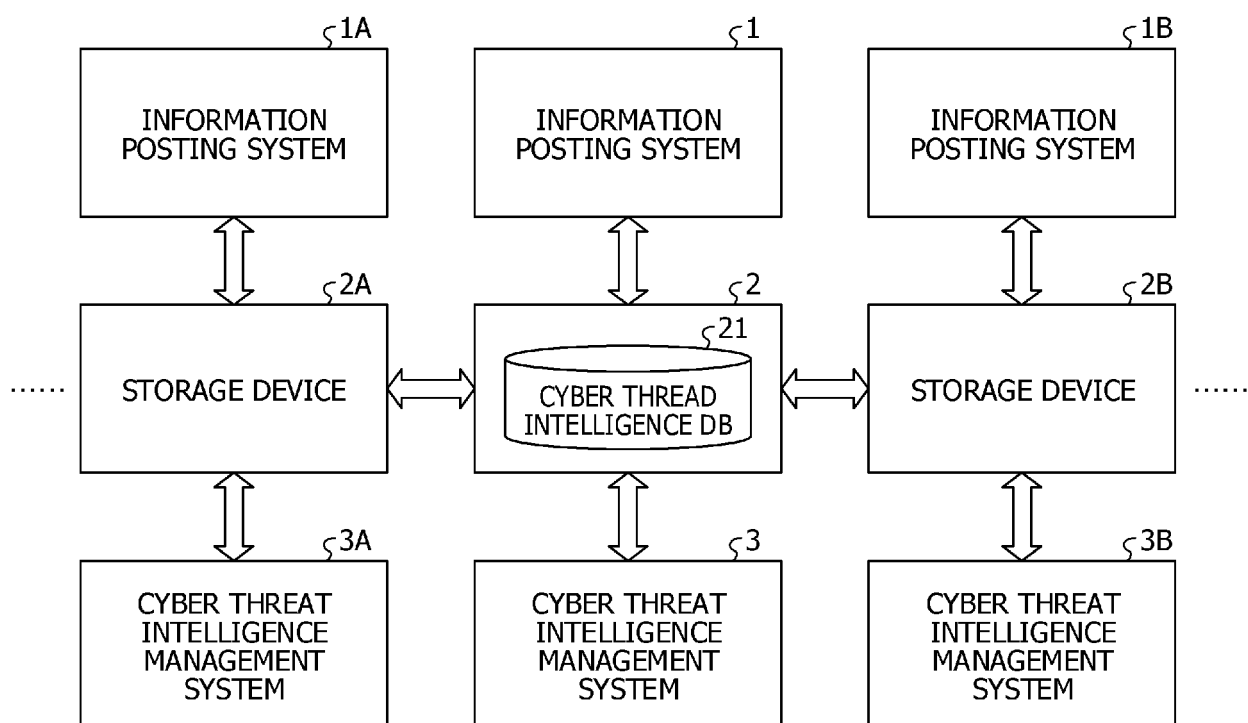 1A
INFORMATION
POSTING SYSTEM
1
INFORMATION
POSTING SYSTEM
1B
INFORMATION
POSTING SYSTEM
2A
STORAGE DEVICE
2
21
CYBER THREAD
INTELLIGENCE DB
2B
STORAGE DEVICE
......
......
3A
CYBER THREAT
INTELLIGENCE
MANAGEMENT
SYSTEM
3
CYBER THREAT
INTELLIGENCE
MANAGEMENT
SYSTEM
3B
CYBER THREAT
INTELLIGENCE
MANAGEMENT
SYSTEM